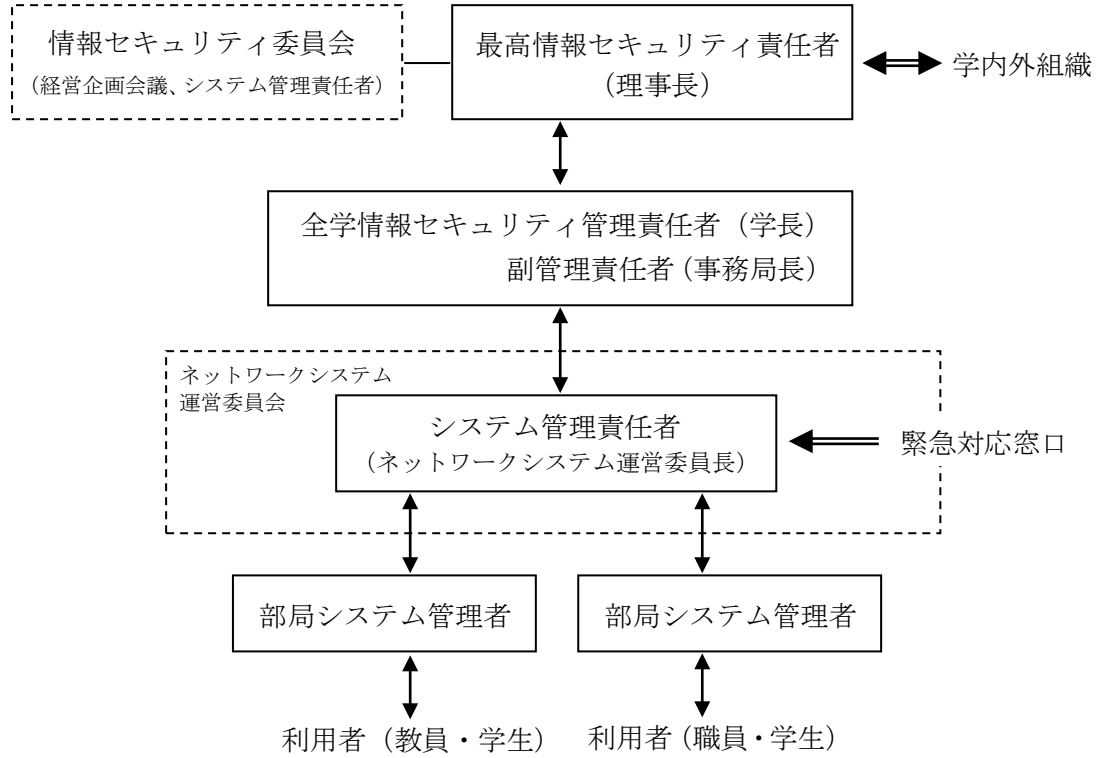 情報セキュリティ委員会
（経営企画会議、システム管理責任者）
最高情報セキュリティ責任者
（理事長）
学内外組織
全学情報セキュリティ管理責任者（学長）
副管理責任者（事務局長）
ネットワークシステム
運営委員会
システム管理責任者
（ネットワークシステム運営委員長）
緊急対応窓口
部局システム管理者
部局システム管理者
利用者（教員・学生）
利用者（職員・学生）